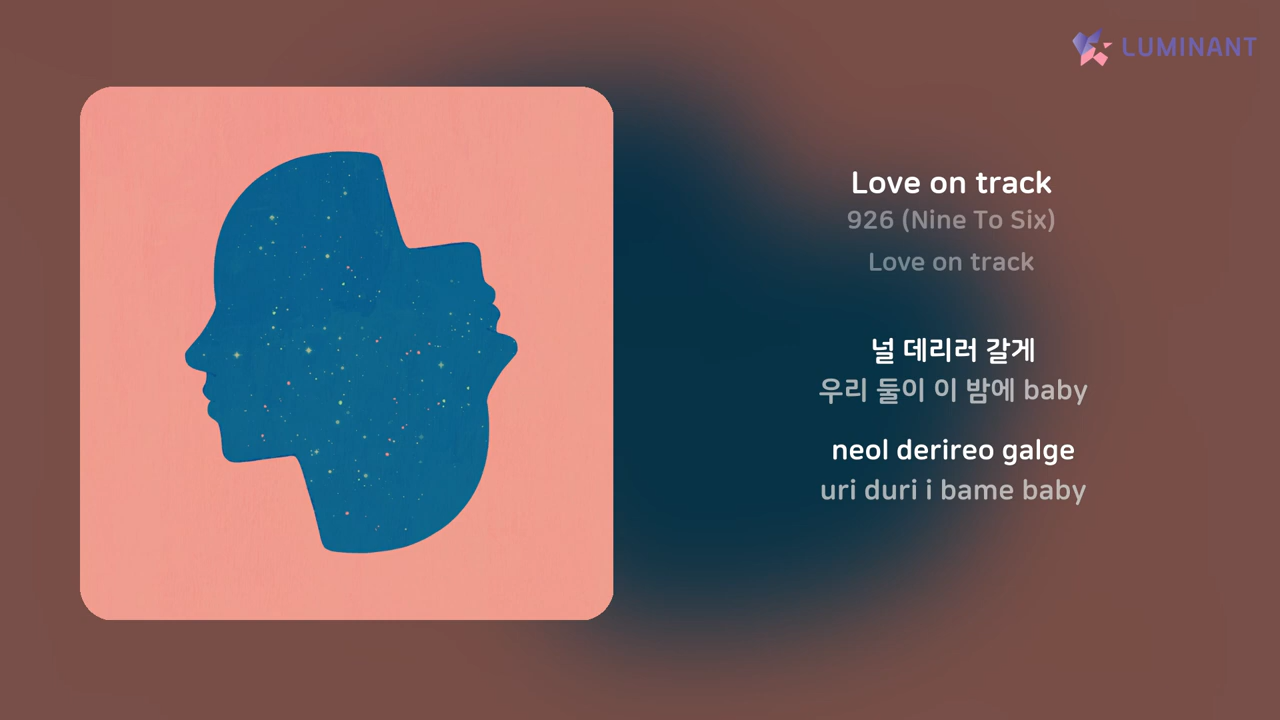 LUMINANT
Love on track
926 (Nine To Six)
Love on track
널 데리러 갈게
우리 둘이 이 밤에 baby
neol derireo galge
uri duri i bame baby